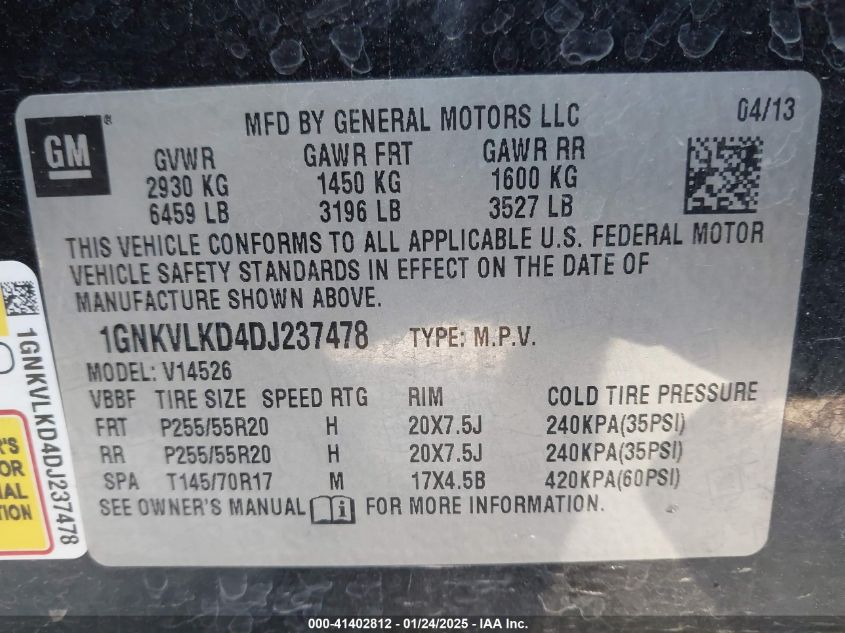 GM ®
MFD BY GENERAL MOTORS LLC
04/13
GVWR GAWR FRT GAWR RR
2930 KG 1450 KG 1600 KG
6459 LB 3196 LB 3527 LB
THIS VEHICLE CONFORMS TO ALL APPLICABLE U.S. FEDERAL MOTOR
VEHICLE SAFETY STANDARDS IN EFFECT ON THE DATE OF
MANUFACTURE SHOWN ABOVE.
1GNKVLKD4DJ237478 TYPE: M.P.V.
MODEL: V14526
VBBF TIRE SIZE SPEED RTG RIM COLD TIRE PRESSURE
FRT P255/55R20 H 20X7.5J 240KPA(35PSI)
RR P255/55R20 H 20X7.5J 240KPA(35PSI)
SPA T145/70R17 M 17X4.5B 420KPA(60PSI)
SEE OWNER'S MANUAL i FOR MORE INFORMATION.
1GNKVLKD4DJ237478
000-41402812 - 01/24/2025 - IAA Inc.